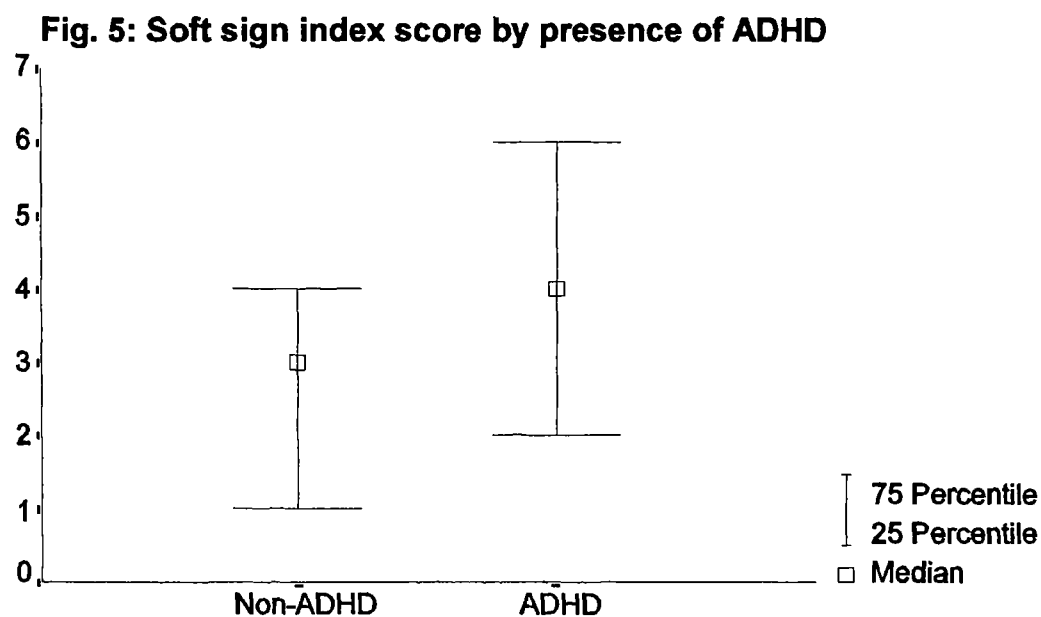 Fig. 5: Soft sign index score by presence of ADHD
7
6
5
4
3
2
1
0
Non-ADHD
ADHD
75 Percentile
25 Percentile
Median